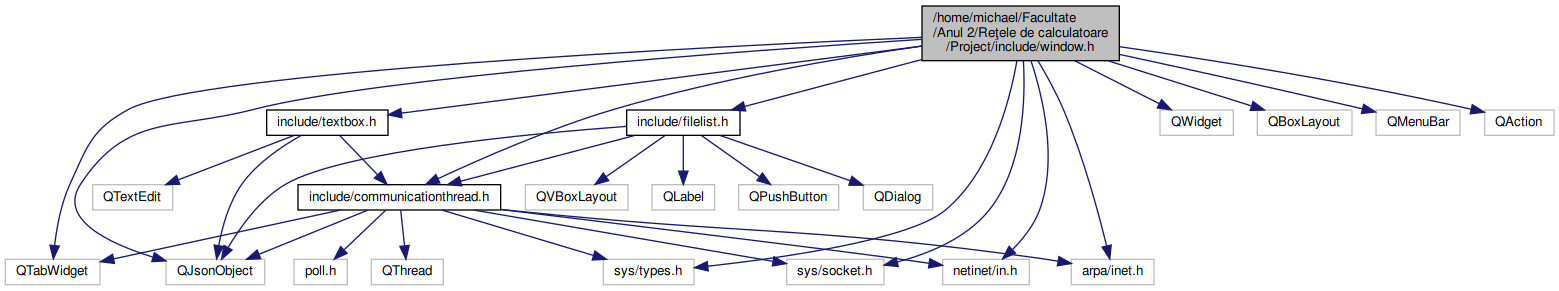 /home/michael/Facultate
/Anul 2/Rețele de calculatoare
/Project/include/window.h
include/textbox.h
include/filelist.h
QWidget
QBoxLayout
QMenuBar
QAction
QTextEdit
include/communicationthread.h
QVBoxLayout
QLabel
QPushButton
QDialog
QTabWidget
QJsonObject
poll.h
QThread
sys/types.h
sys/socket.h
netinet/in.h
arpa/inet.h